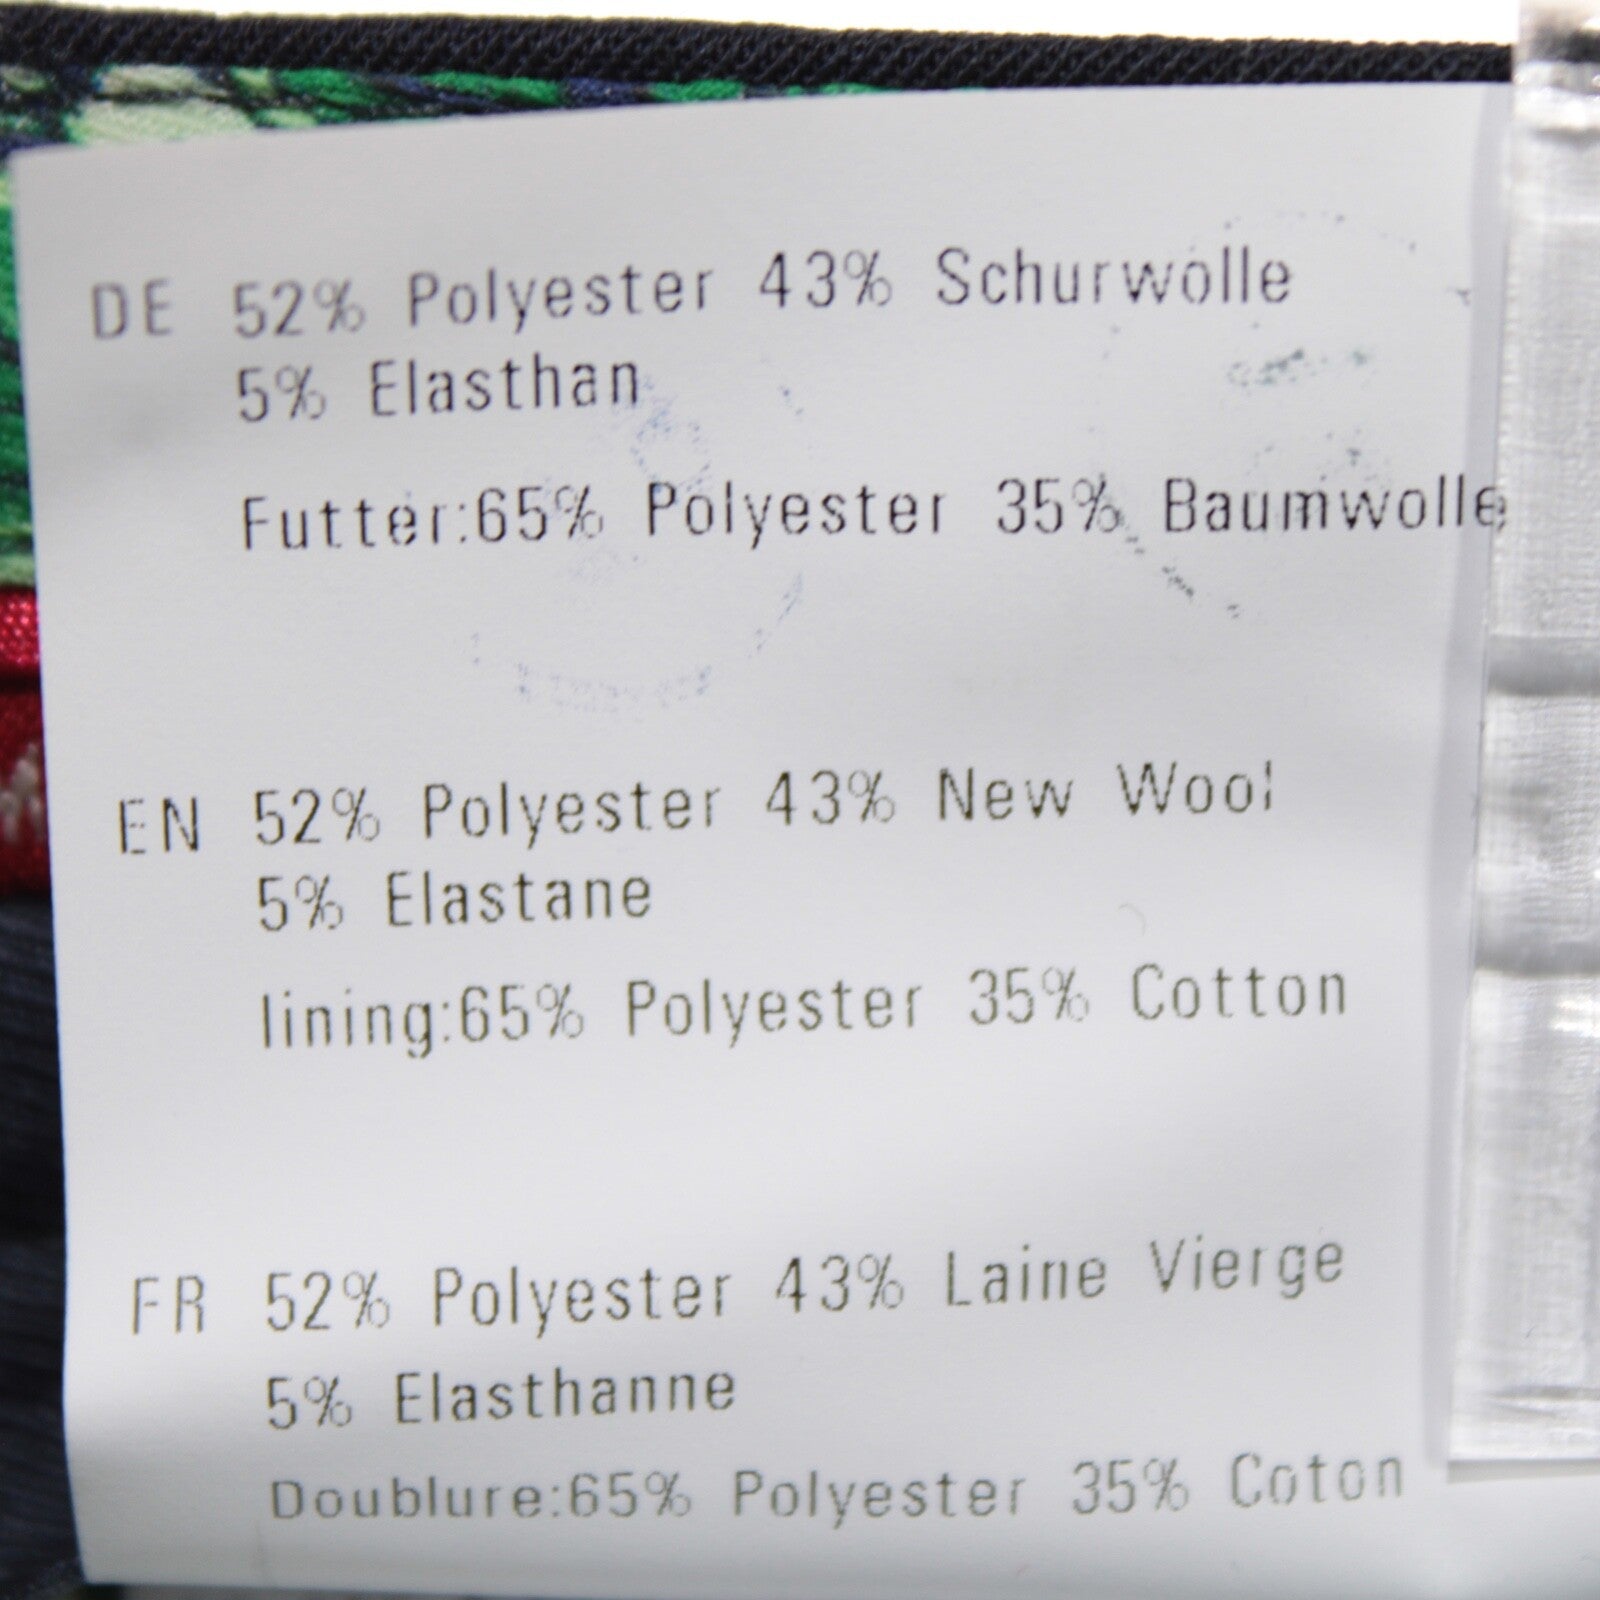 DE 52% Polyester 43% Schurwolle
5% Elasthan
Futter:65% Polyester 35% Baumwolle
EN 52% Polyester 43% New Wool
5% Elastane
lining:65% Polyester 35% Cotton
FR 52% Polyester 43% Laine Vierge
5% Elasthanne
Doublure:65% Polyester 35% Coton